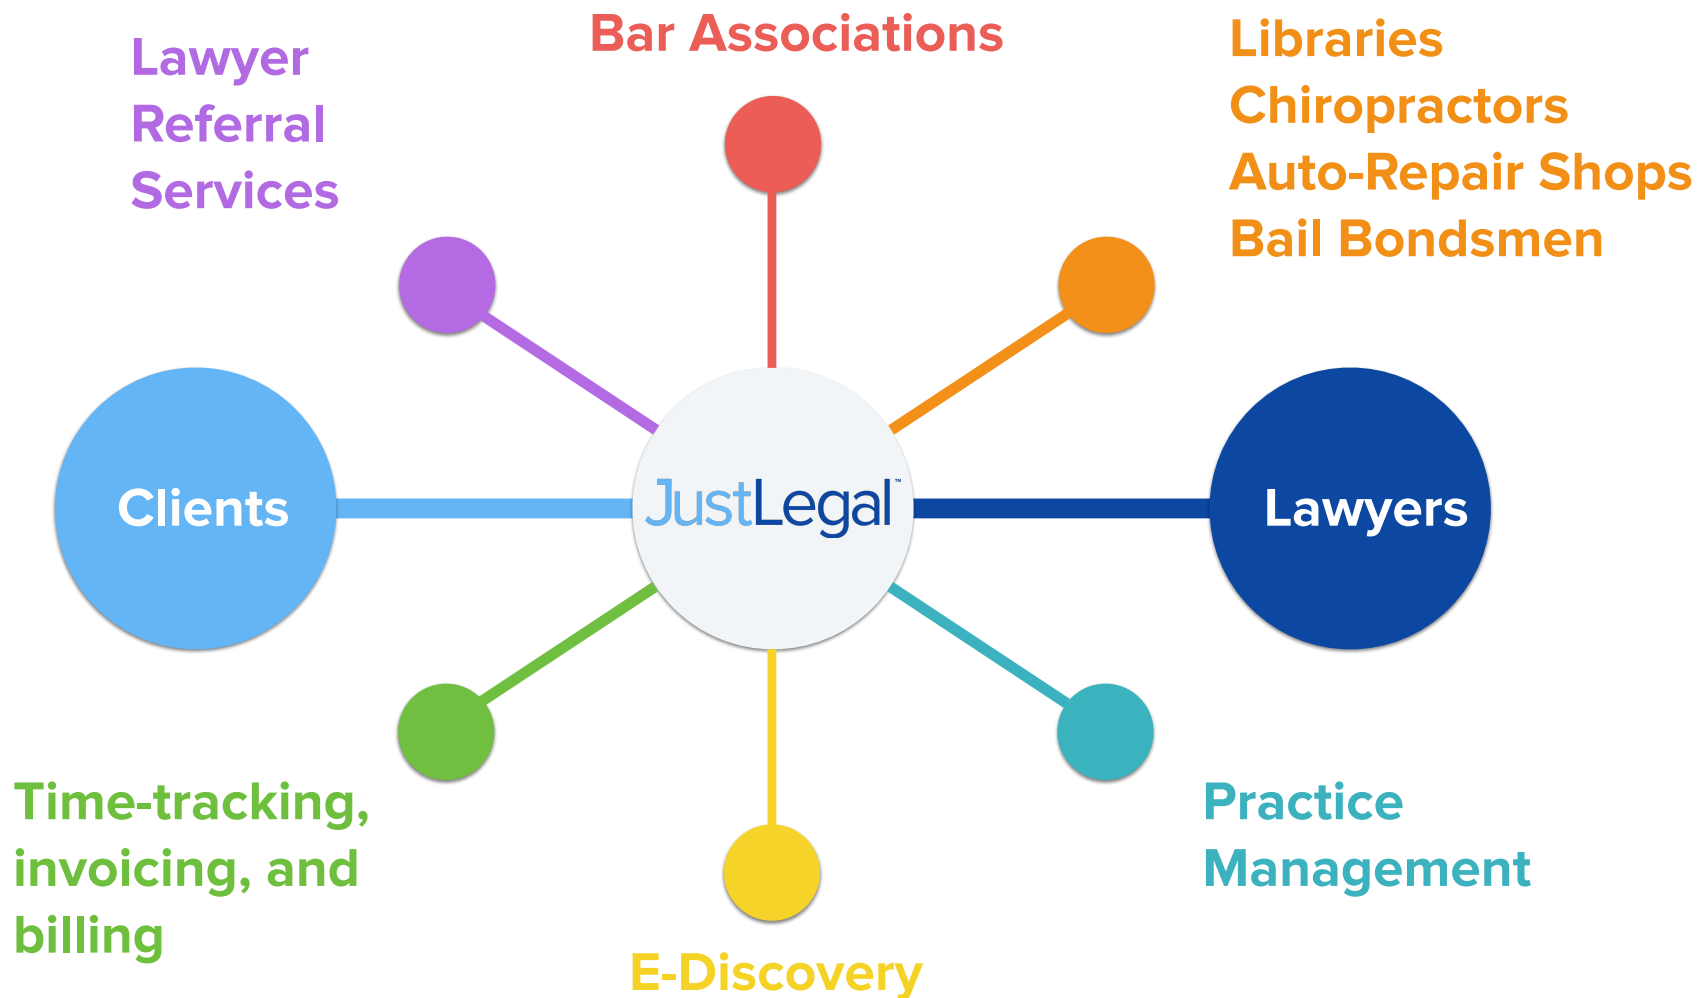 Bar Associations
Lawyer
Referral
Services
Libraries
Chiropractors
Auto-Repair Shops
Bail Bondsmen
Clients
JustLegal™
Lawyers
Time-tracking,
invoicing, and
billing
Practice
Management
E-Discovery